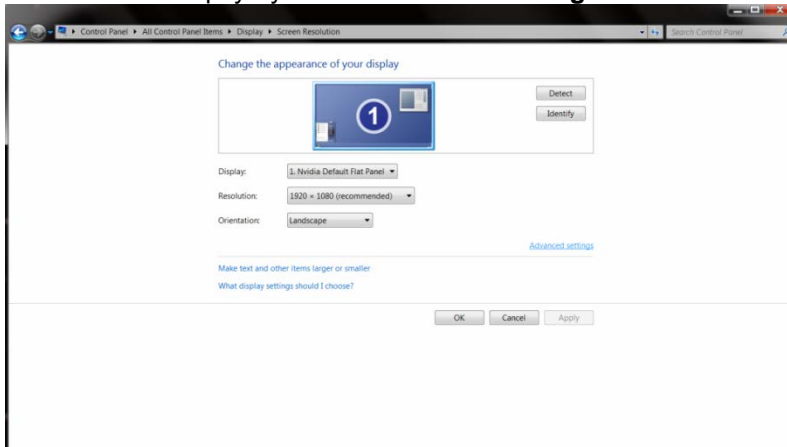 Control Panel ▸ All Control Panel Items ▸ Display ▸ Screen Resolution
Search Control Panel
Change the appearance of your display
1
Detect
Identify
Display: 1. Nvidia Default Flat Panel
Resolution: 1920 × 1080 (recommended)
Orientation: Landscape
Advanced settings
Make text and other items larger or smaller
What display settings should I choose?
OK Cancel Apply